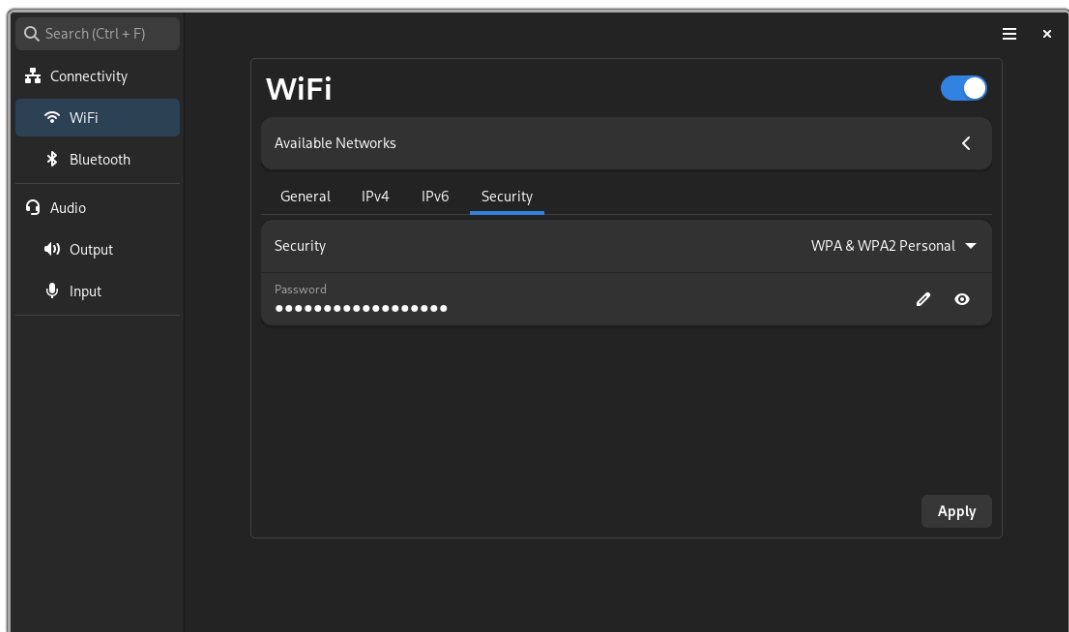 Search (Ctrl + F)
Connectivity
WiFi
Bluetooth
Audio
Output
Input
WiFi
Available Networks
General IPv4 IPv6 Security
Security WPA & WPA2 Personal
Password
●●●●●●●●●●●●●●●●●●
Apply